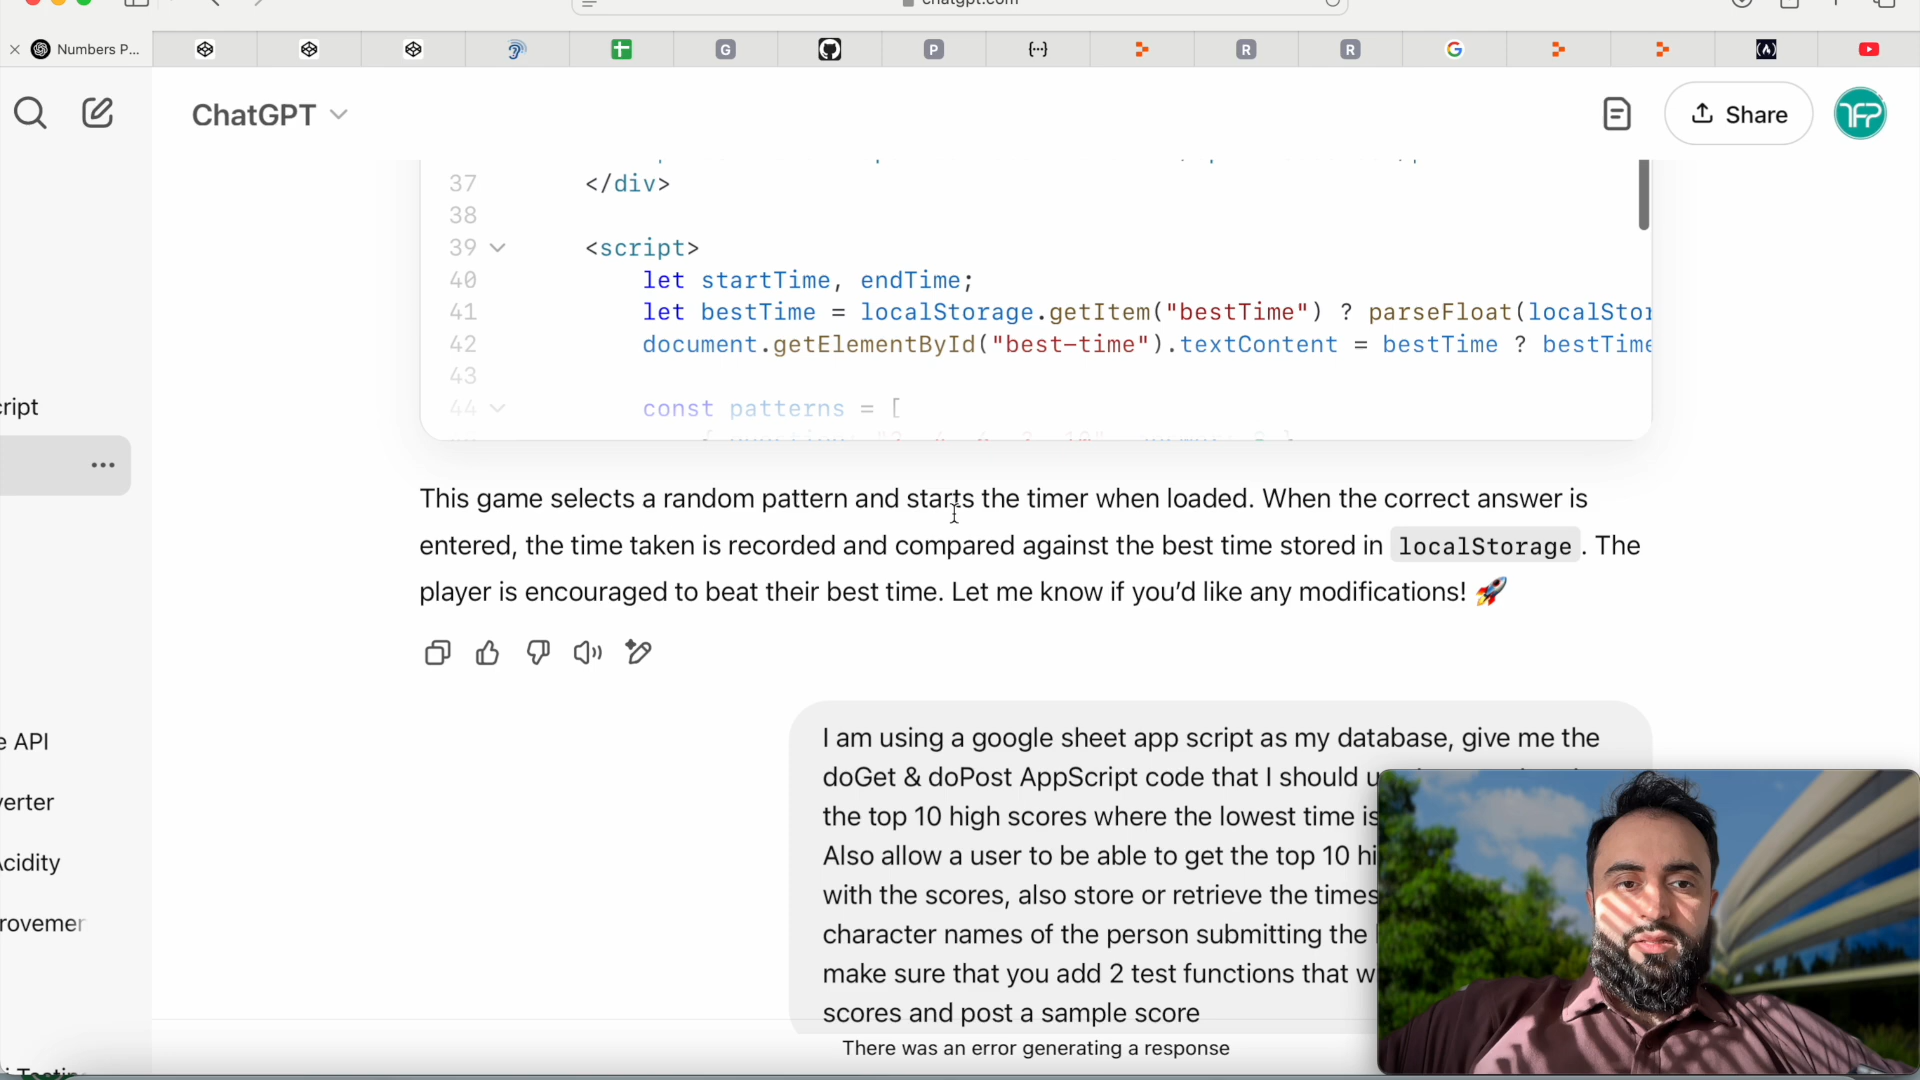 chatgpt.com
Numbers P...
ChatGPT
Share
37 </div>
38
39 <script>
40 let startTime, endTime;
41 let bestTime = localStorage.getItem("bestTime") ? parseFloat(localStor
42 document.getElementById("best-time").textContent = bestTime ? bestTime
43
44 const patterns = [
This game selects a random pattern and starts the timer when loaded. When the correct answer is
entered, the time taken is recorded and compared against the best time stored in localStorage. The
player is encouraged to beat their best time. Let me know if you’d like any modifications! 🚀
I am using a google sheet app script as my database, give me the
doGet & doPost AppScript code that I should u
the top 10 high scores where the lowest time is
Also allow a user to be able to get the top 10 hi
with the scores, also store or retrieve the times
character names of the person submitting the
make sure that you add 2 test functions that w
scores and post a sample score
There was an error generating a response
cript
e API
verter
Acidity
rovemer
TFP